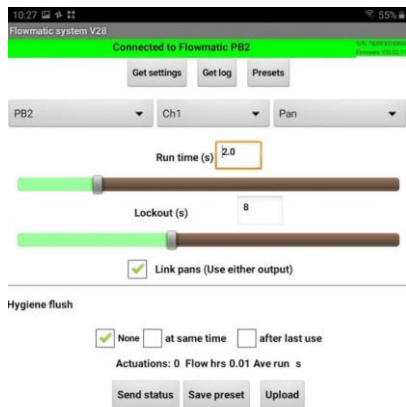 10:27 55%
Flowmatic system V28
Connected to Flowmatic PB2
Get settings Get log Presets
PB2 Ch1 Pan
Run time (s) 2.0
Lockout (s) 8
Link pans (Use either output)
Hygiene flush
None at same time after last use
Actuations: 0 Flow hrs 0.01 Ave run s
Send status Save preset Upload